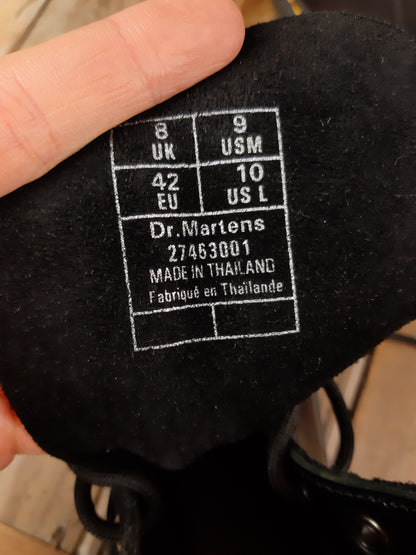 8 9
UK USM
42 10
EU US L
Dr.Martens
27463001
MADE IN THAILAND
Fabriqué en Thaïlande